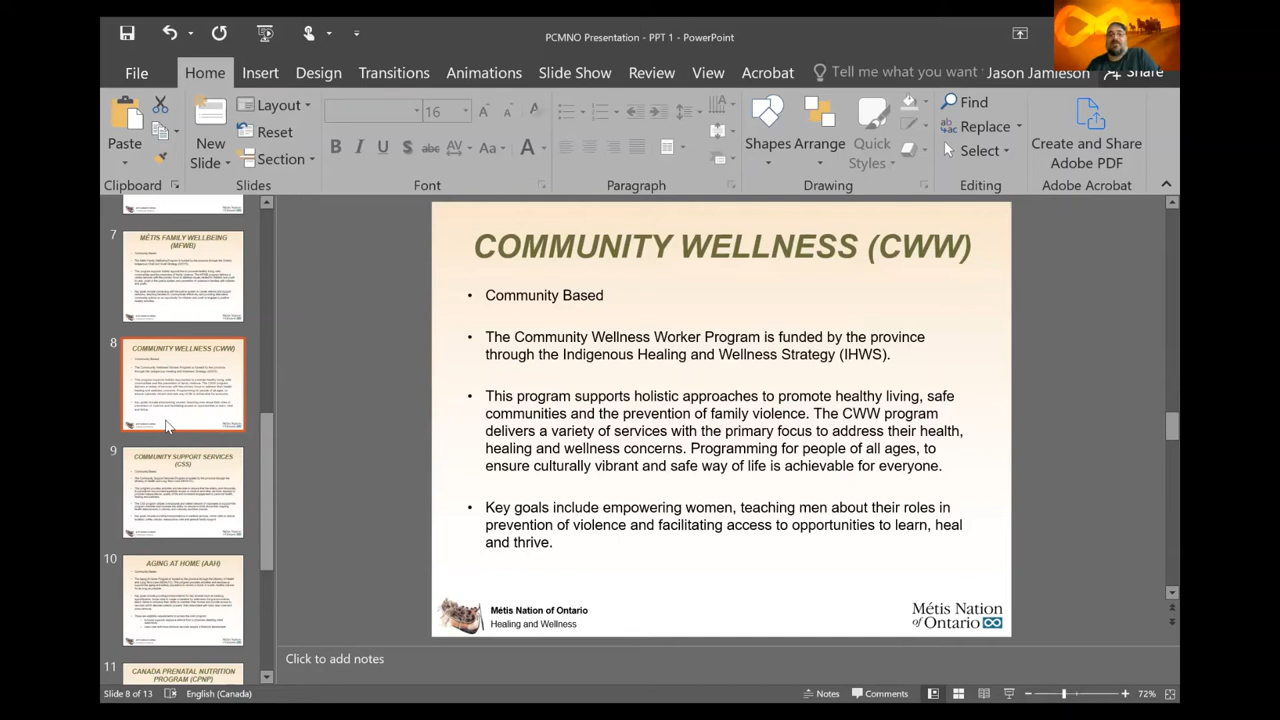 PCMNO Presentation - PPT 1 - PowerPoint
File Home Insert Design Transitions Animations Slide Show Review View Acrobat Tell me what you want Jason Jamieson Share
Paste
Clipboard
New Slide
Layout
Reset
Section
Slides
16
B I U S abc AV Aa A
Font
Paragraph
Shapes Arrange Quick Styles
Drawing
Find
Replace
Select
Editing
Create and Share Adobe PDF
Adobe Acrobat
7
MÉTIS FAMILY WELLBEING
(MFWB)
8
COMMUNITY WELLNESS (CWW)
9
COMMUNITY SUPPORT SERVICES
(CSS)
10
AGING AT HOME (AAH)
11
CANADA PRENATAL NUTRITION
PROGRAM (CPNP)
COMMUNITY WELLNESS (CWW)
• Community Based
• The Community Wellness Worker Program is funded by the province
through the Indigenous Healing and Wellness Strategy (IHWS).
• This program supports holistic approaches to promote healthy living, safe
communities and the prevention of family violence. The CWW program
delivers a variety of services with the primary focus to address their health,
healing and wellness concerns. Programming for people of all ages, to
ensure culturally vibrant and safe way of life is achievable for everyone.
• Key goals include empowering women, teaching men about their roles in
prevention of violence and facilitating access to opportunities to learn, heal
and thrive.
Métis Nation of Ontario
Healing and Wellness
Métis Nation
of Ontario
Click to add notes
Slide 8 of 13 English (Canada) Notes Comments 72%